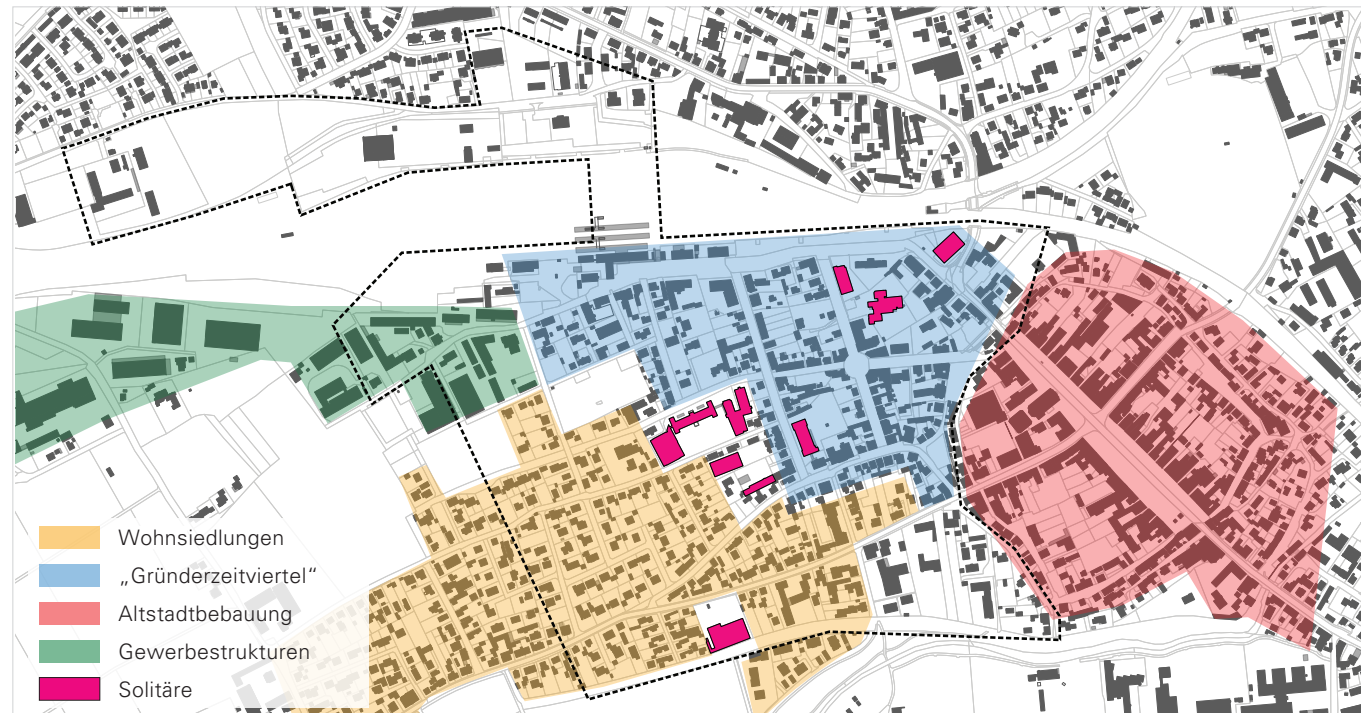 Wohnsiedlungen
„Gründerzeitviertel“
Altstadtbebauung
Gewerbestrukturen
Solitäre